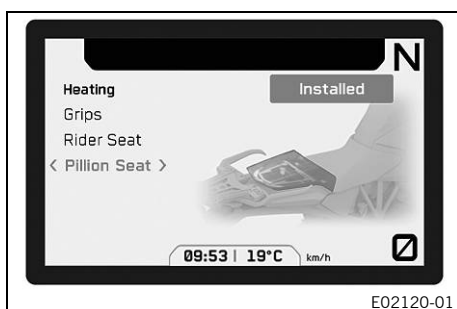 N
Heating Installed
Grips
Rider Seat
< Pillion Seat >
09:53 | 19°C km/h
0
E02120-01